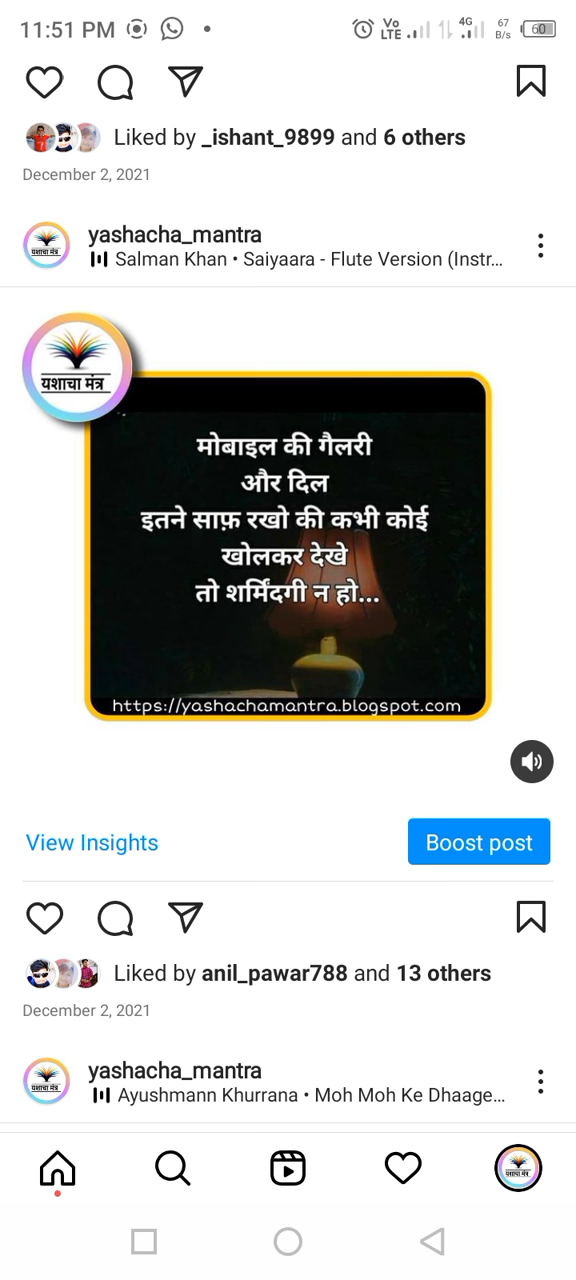 11:51 PM
Vo
LTE
4G
67
B/s
60
Liked by _ishant_9899 and 6 others
December 2, 2021
yashacha_mantra
Salman Khan • Saiyaara - Flute Version (Instr...
यशाचा मंत्र
मोबाइल की गैलरी
और दिल
इतने साफ़ रखो की कभी कोई
खोलकर देखे
तो शर्मिंदगी न हो...
https://yashachamantra.blogspot.com
View Insights
Boost post
Liked by anil_pawar788 and 13 others
December 2, 2021
yashacha_mantra
Ayushmann Khurrana • Moh Moh Ke Dhaage...